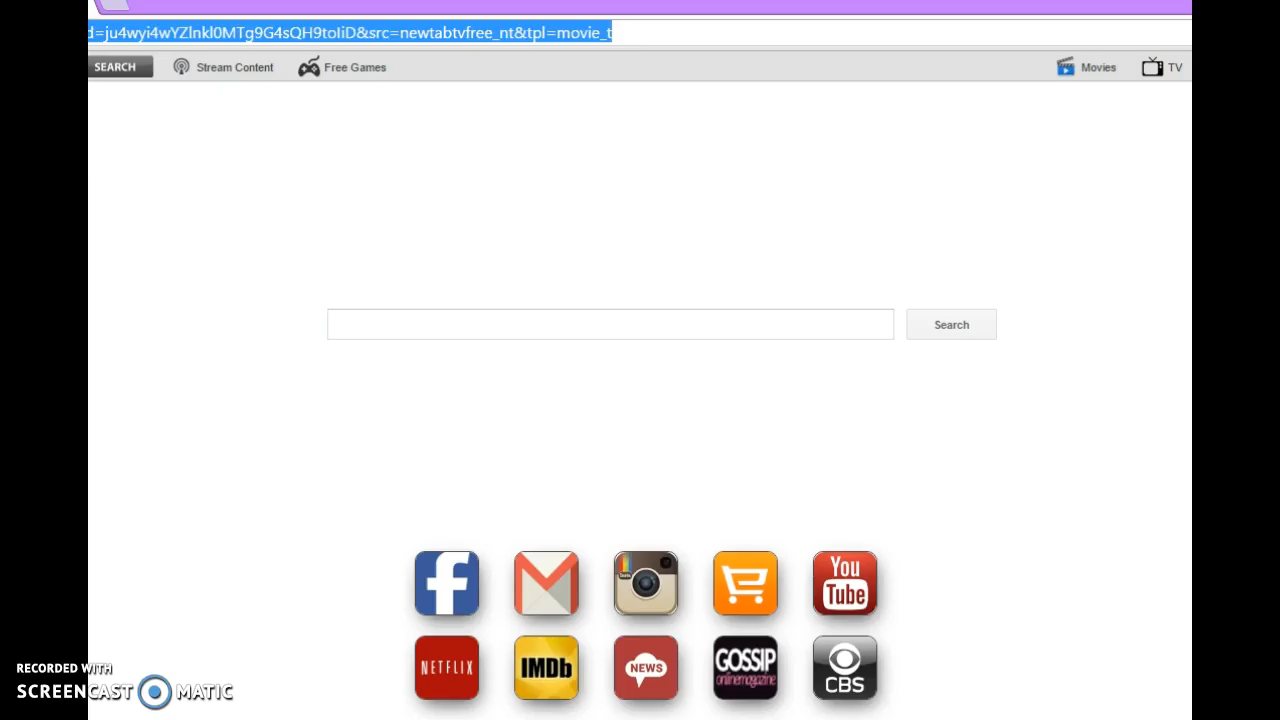 d=ju4wyi4wYZlnkl0MTg9G4sQH9toIiD&src=newtabtvfree_nt&tpl=movie_t
SEARCH Stream Content Free Games Movies TV
Search
You Tube
NETFLIX IMDb NEWS GOSSIP onlinemagazine CBS
RECORDED WITH
SCREENCAST MATIC